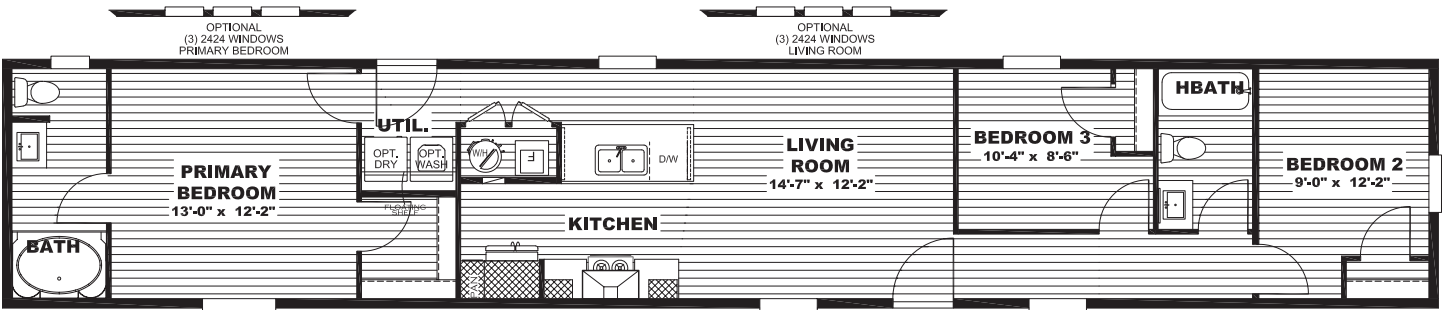 OPTIONAL
(3) 2424 WINDOWS
PRIMARY BEDROOM
OPTIONAL
(3) 2424 WINDOWS
LIVING ROOM
UTIL.
OPT.
DRY
OPT.
WASH
W/H
F
D/W
PRIMARY
BEDROOM
13'-0" x 12'-2"
FLOATING
SHELF
BATH
KITCHEN
PANT
LIVING
ROOM
14'-7" x 12'-2"
BEDROOM 3
10'-4" x 8'-6"
HBATH
BEDROOM 2
9'-0" x 12'-2"